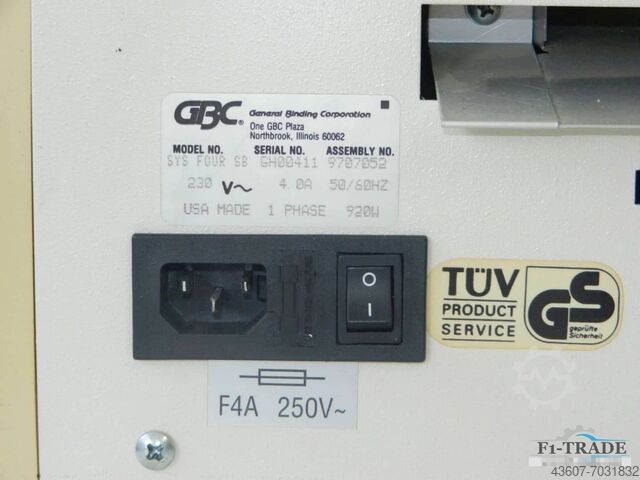 GBC® General Binding Corporation
One GBC Plaza
Northbrook, Illinois 60062
MODEL NO. SERIAL NO. ASSEMBLY NO.
SYS FOUR SB GH00411 9707052
230 V~ 4.0A 50/60HZ
USA MADE 1 PHASE 920W
O
I
TÜV
PRODUCT
SERVICE
GS
geprüfte
Sicherheit
F4A 250V~
F1-TRADE
43607-7031832